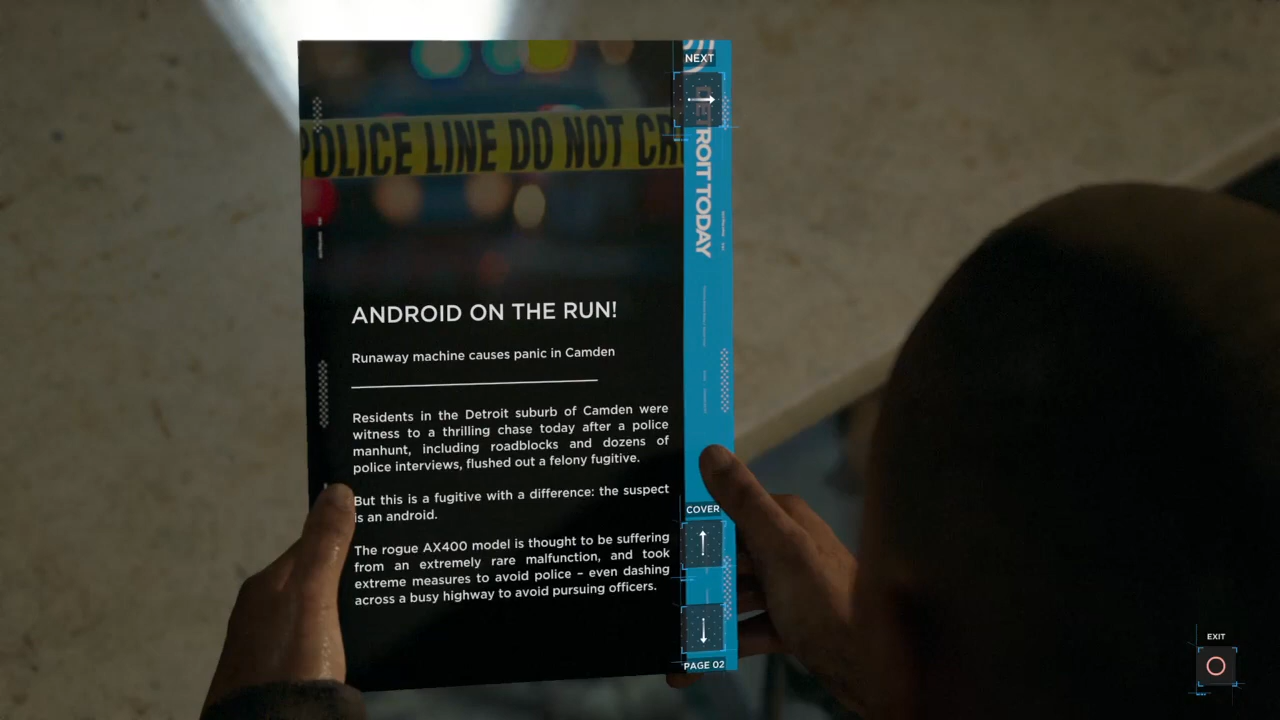 NEXT
POLICE LINE DO NOT CR
DETROIT TODAY
ANDROID ON THE RUN!
Runaway machine causes panic in Camden
Residents in the Detroit suburb of Camden were
witness to a thrilling chase today after a police
manhunt, including roadblocks and dozens of
police interviews, flushed out a felony fugitive.
But this is a fugitive with a difference: the suspect
is an android.
The rogue AX400 model is thought to be suffering
from an extremely rare malfunction, and took
extreme measures to avoid police – even dashing
across a busy highway to avoid pursuing officers.
COVER
PAGE 02
EXIT